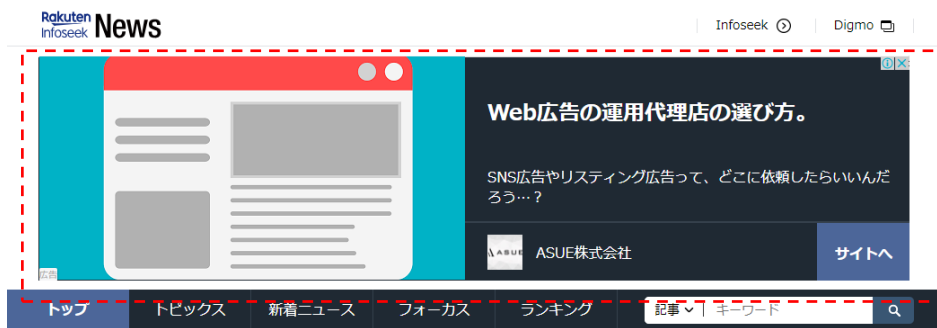 Rakuten
Infoseek News
Infoseek
Digmo
Web広告の運用代理店の選び方。
SNS広告やリスティング広告って、どこに依頼したらいいんだ
ろう…？
ASUE
ASUE株式会社
サイトへ
広告
トップ
トピックス
新着ニュース
フォーカス
ランキング
記事
キーワード